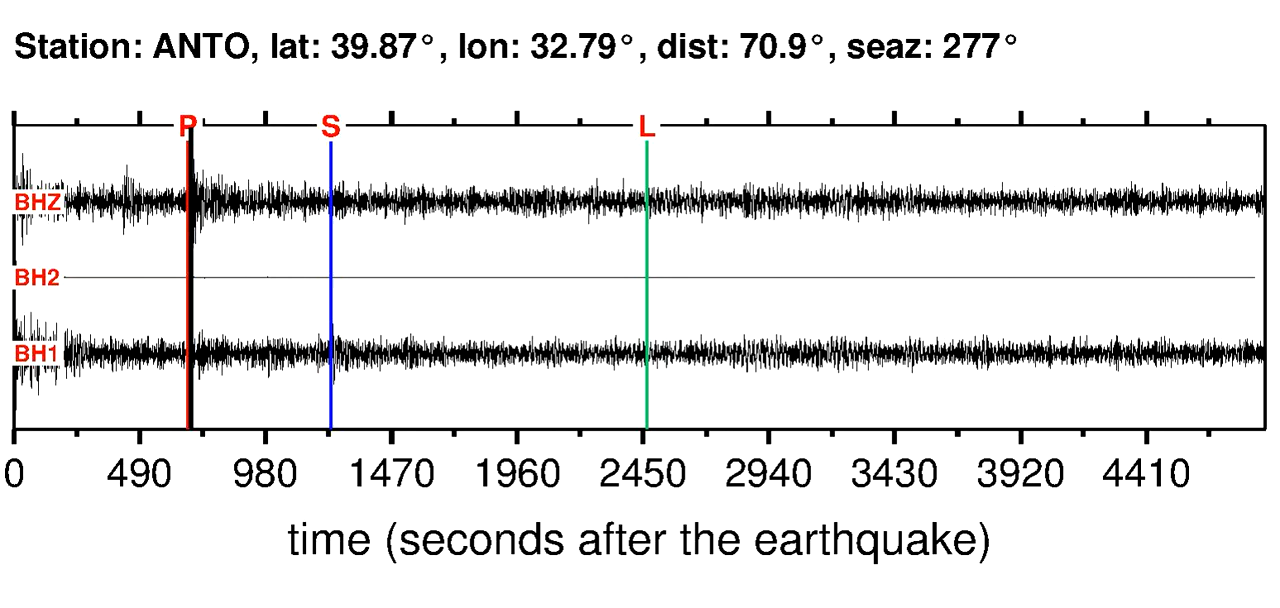 Station: ANTO, lat: 39.87°, lon: 32.79°, dist: 70.9°, seaz: 277°
P S L
BHZ
BH2
BH1
0 490 980 1470 1960 2450 2940 3430 3920 4410
time (seconds after the earthquake)